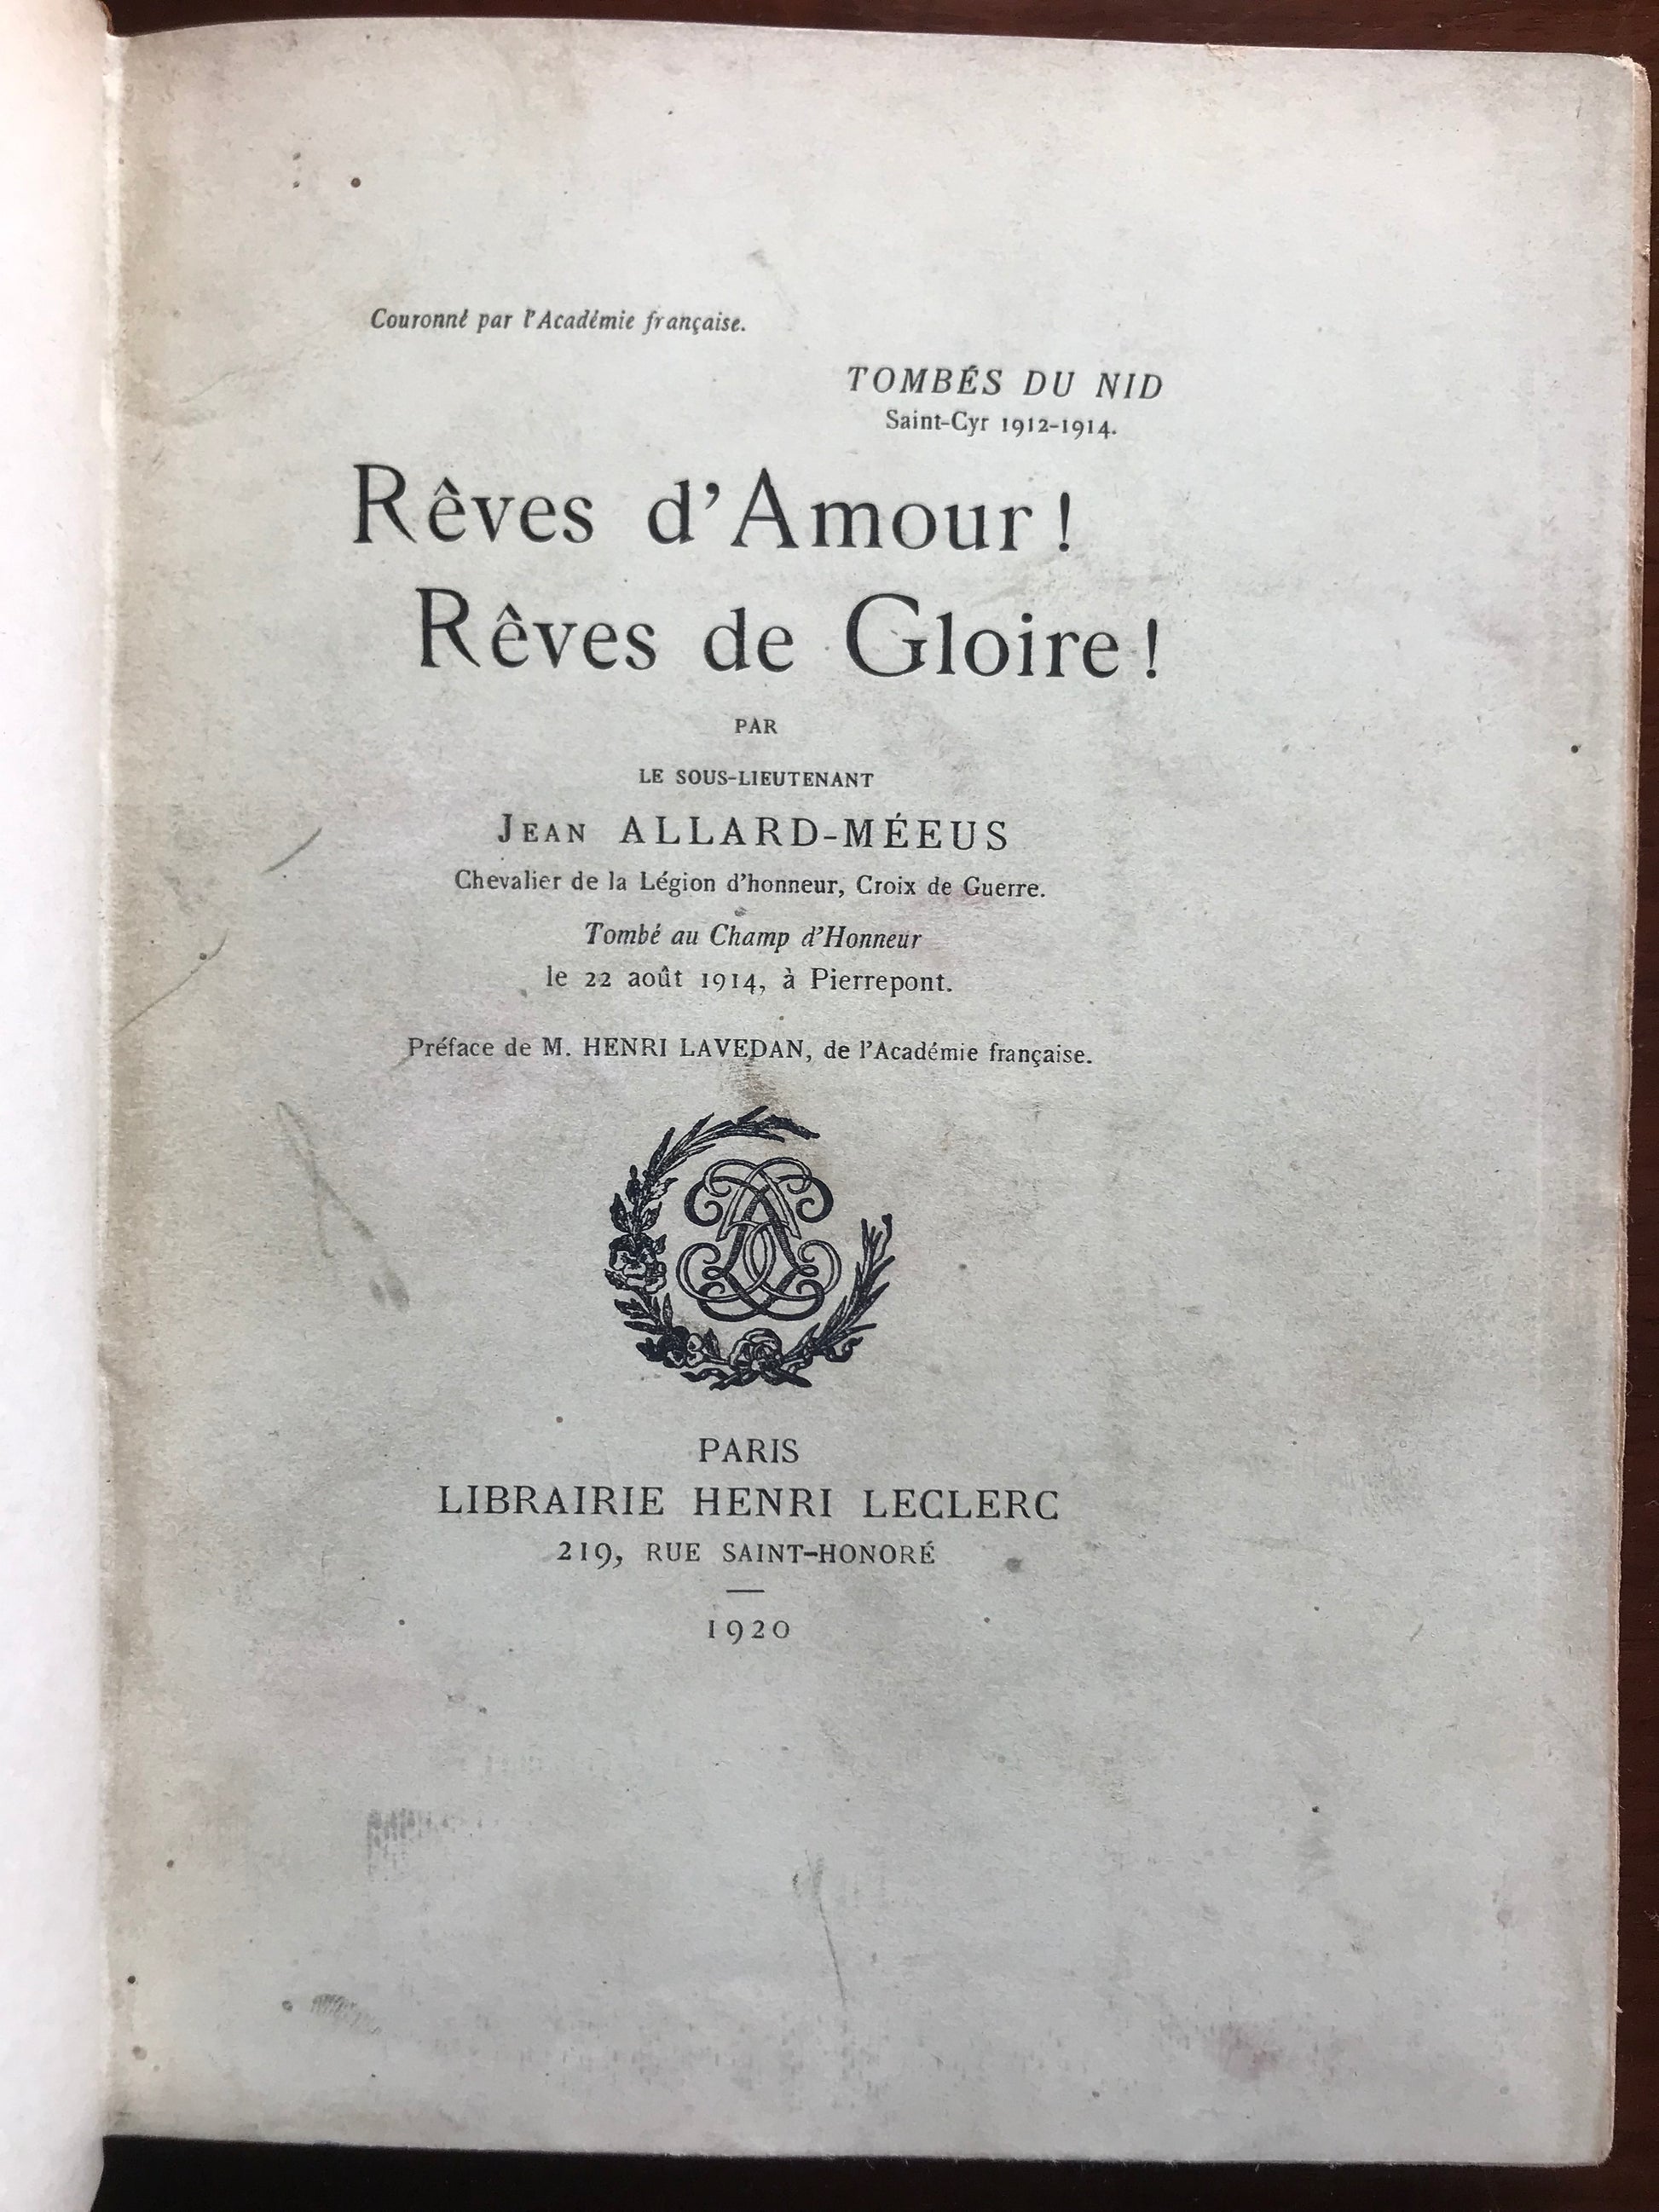 Couronné par l'Académie française.
TOMBÉS DU NID
Saint-Cyr 1912-1914.
Rêves d'Amour !
Rêves de Gloire !
PAR
LE SOUS-LIEUTENANT
JEAN ALLARD-MÉEUS
Chevalier de la Légion d'honneur, Croix de Guerre.
Tombé au Champ d'Honneur
le 22 août 1914, à Pierrepont.
Préface de M. HENRI LAVEDAN, de l'Académie française.
PARIS
LIBRAIRIE HENRI LECLERC
219, RUE SAINT-HONORÉ
1920